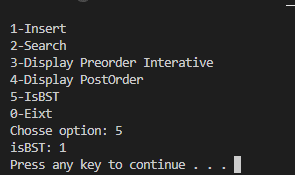 1-Insert
2-Search
3-Display Preorder Interative
4-Display PostOrder
5-IsBST
0-Eixt
Chosse option: 5
isBST: 1
Press any key to continue . . .